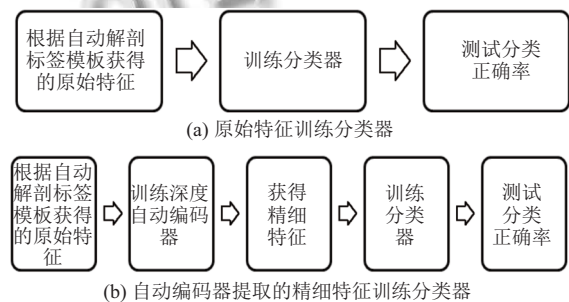 根据自动解剖
标签模板获得
的原始特征
训练分类器
测试分类
正确率
(a) 原始特征训练分类器
根据自动
解剖标签
模板获得
的原始特
征
训练深度
自动编码
器
获得
精细
特征
训练
分类
器
测试
分类
正确率
(b) 自动编码器提取的精细特征训练分类器